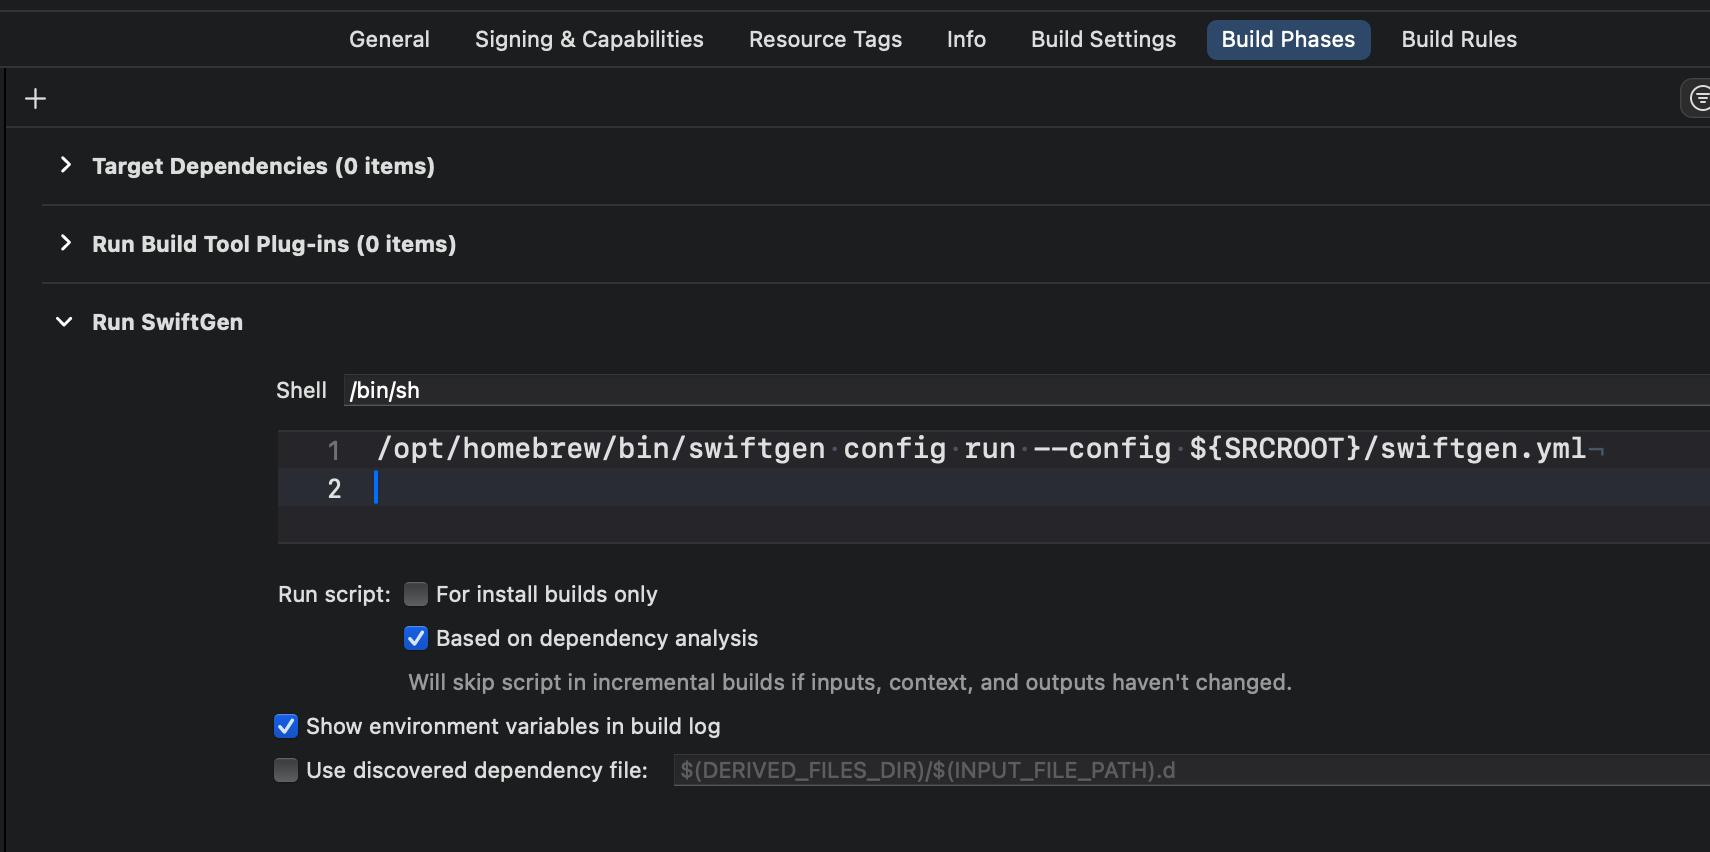 General Signing & Capabilities Resource Tags Info Build Settings Build Phases Build Rules
Target Dependencies (0 items)
Run Build Tool Plug-ins (0 items)
Run SwiftGen
Shell /bin/sh
1 /opt/homebrew/bin/swiftgen config run --config ${SRCROOT}/swiftgen.yml
2
Run script: For install builds only
Based on dependency analysis
Will skip script in incremental builds if inputs, context, and outputs haven't changed.
Show environment variables in build log
Use discovered dependency file: $(DERIVED_FILES_DIR)/$(INPUT_FILE_PATH).d